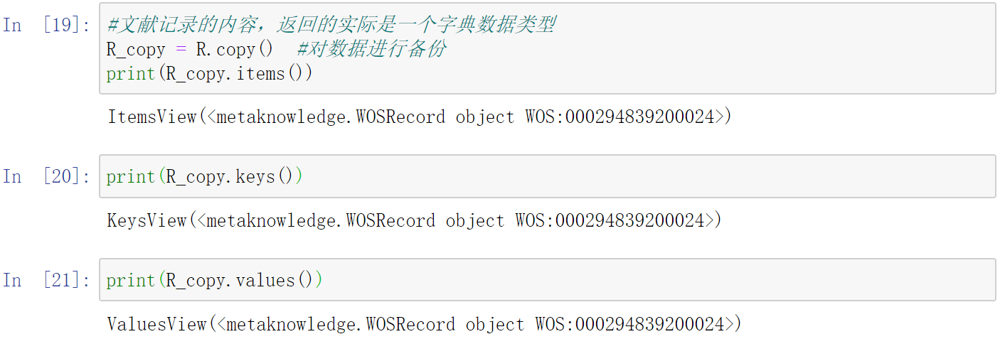 In [19]: #文献记录的内容，返回的实际是一个字典数据类型
R_copy = R.copy()  #对数据进行备份
print(R_copy.items())
ItemsView(<metaknowledge.WOSRecord object WOS:000294839200024>)
In [20]: print(R_copy.keys())
KeysView(<metaknowledge.WOSRecord object WOS:000294839200024>)
In [21]: print(R_copy.values())
ValuesView(<metaknowledge.WOSRecord object WOS:000294839200024>)